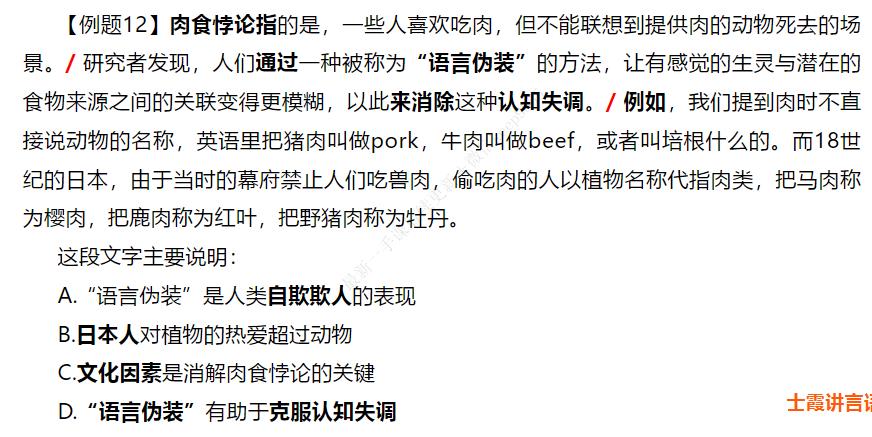 【例题12】肉食悖论指的是，一些人喜欢吃肉，但不能联想到提供肉的动物死去的场
景。/ 研究者发现，人们通过一种被称为“语言伪装”的方法，让有感觉的生灵与潜在的
食物来源之间的关联变得更模糊，以此来消除这种认知失调。/ 例如，我们提到肉时不直
接说动物的名称，英语里把猪肉叫做pork，牛肉叫做beef，或者叫培根什么的。而18世
纪的日本，由于当时的幕府禁止人们吃兽肉，偷吃肉的人以植物名称代指肉类，把马肉称
为樱肉，把鹿肉称为红叶，把野猪肉称为牡丹。
这段文字主要说明：
A.“语言伪装”是人类自欺欺人的表现
B.日本人对植物的热爱超过动物
C.文化因素是消解肉食悖论的关键
D.“语言伪装”有助于克服认知失调
士霞讲言语